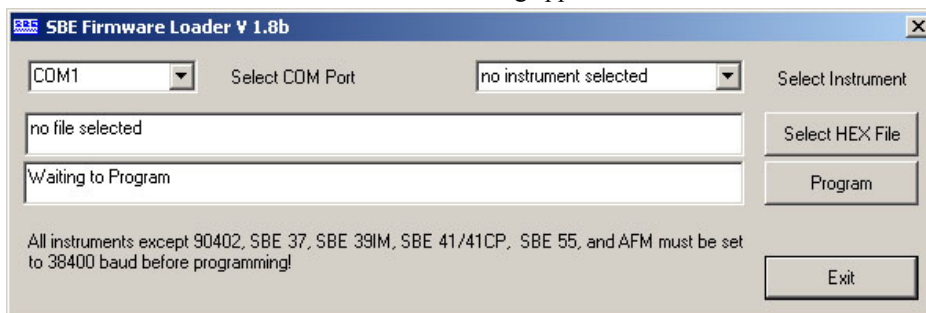 SBE Firmware Loader V 1.8b
COM1 Select COM Port no instrument selected Select Instrument
no file selected Select HEX File
Waiting to Program Program
All instruments except 90402, SBE 37, SBE 39IM, SBE 41/41CP, SBE 55, and AFM must be set
to 38400 baud before programming!
Exit